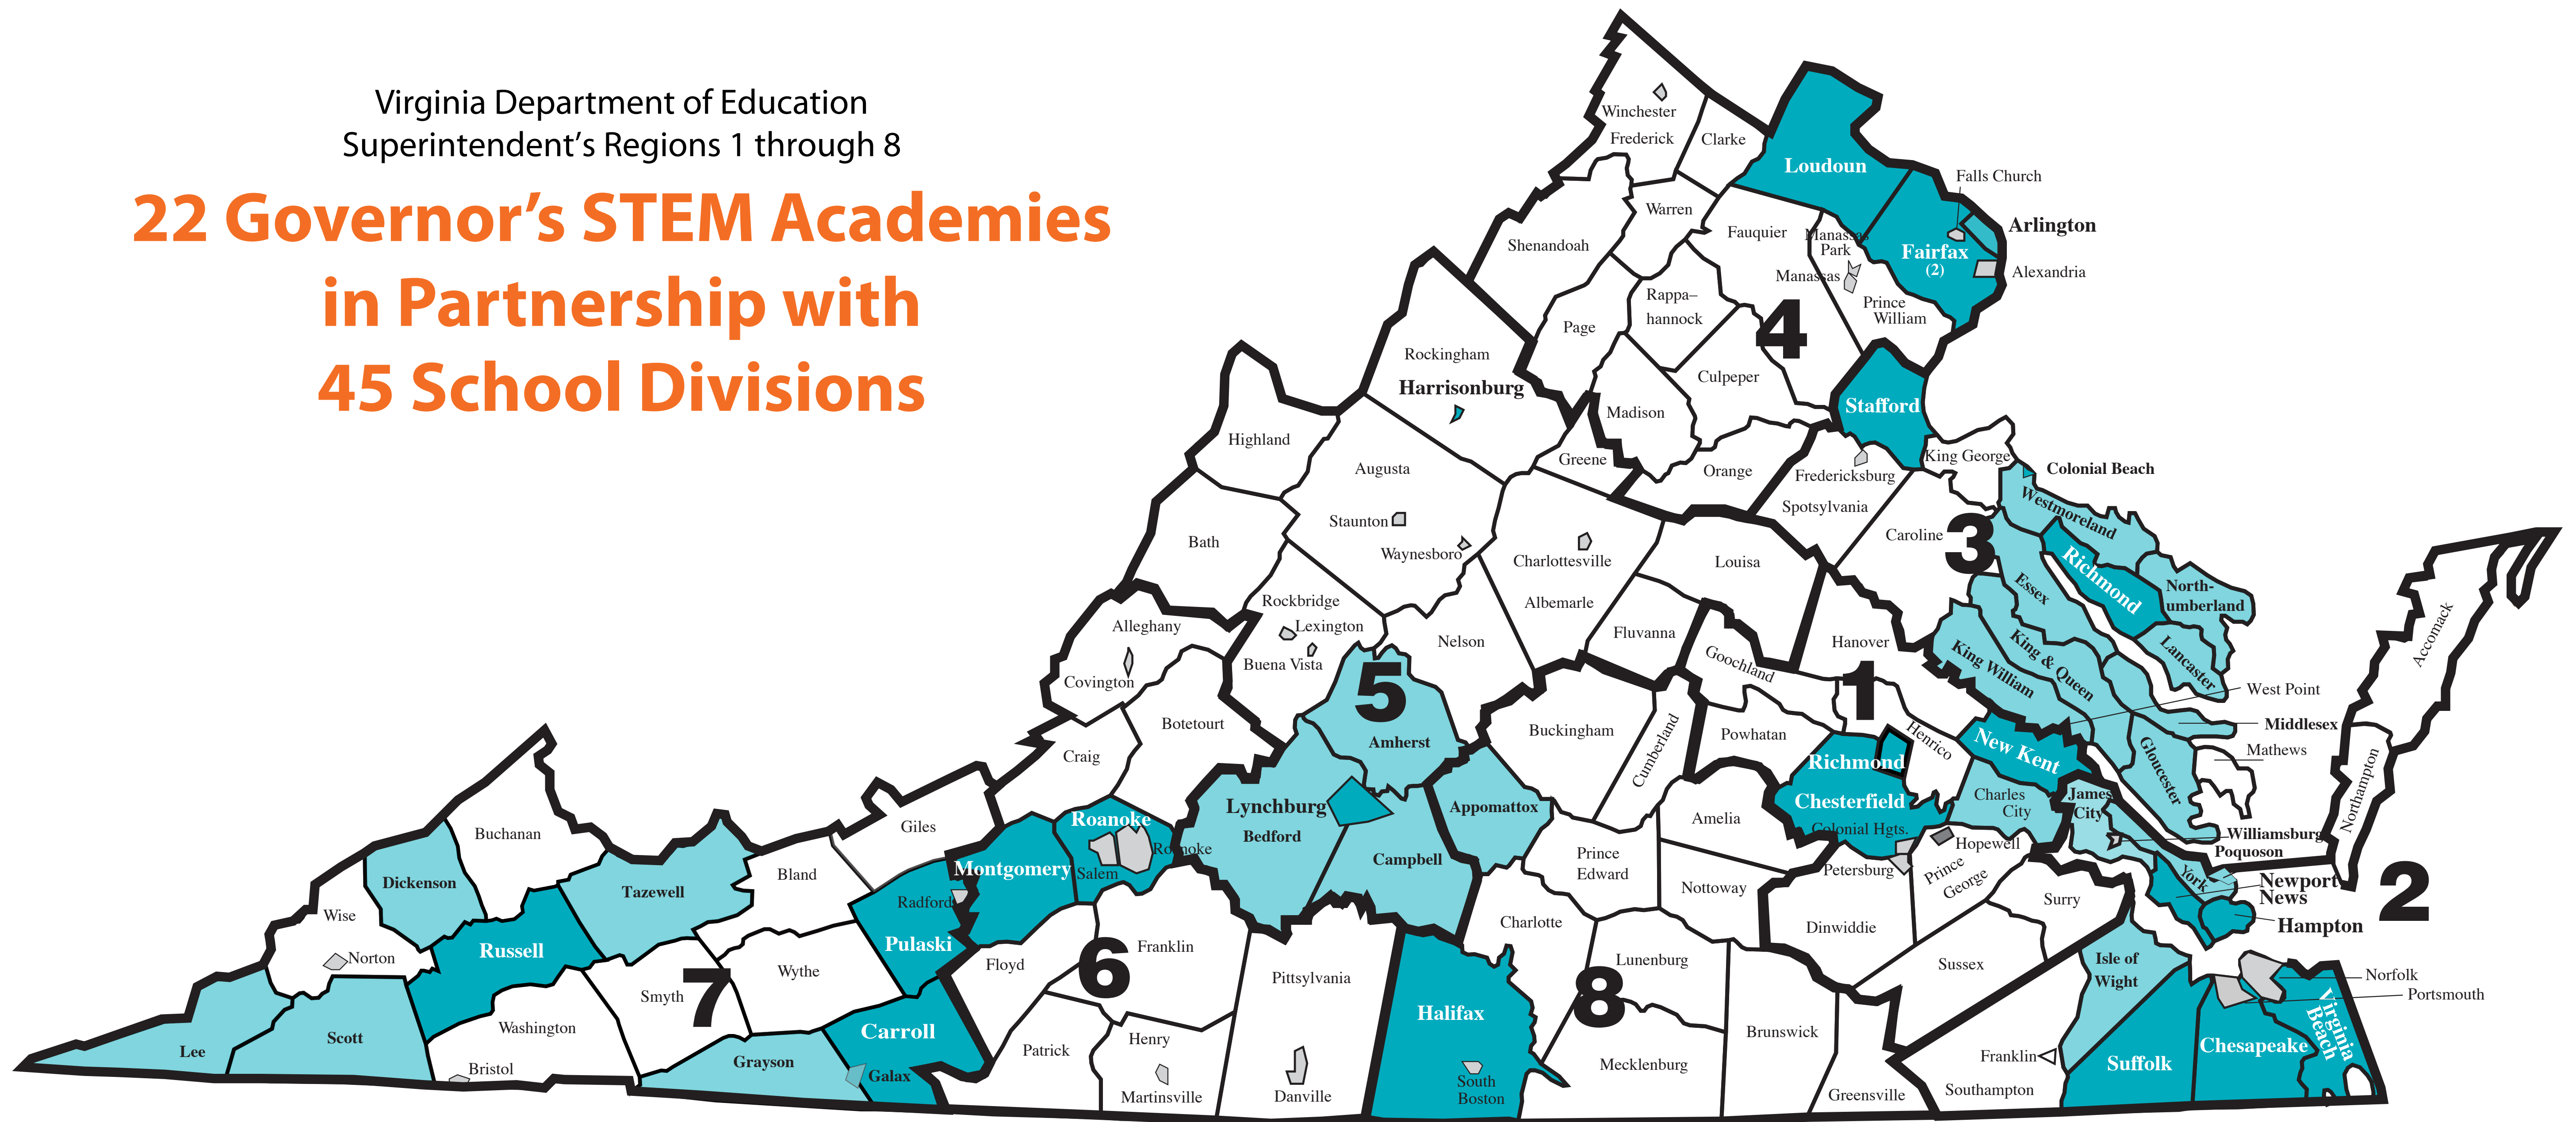 Virginia Department of Education
Superintendent’s Regions 1 through 8
22 Governor’s STEM Academies
in Partnership with
45 School Divisions
Winchester
Frederick
Clarke
Loudoun
Falls Church
Arlington
Fairfax
(2)
Alexandria
Warren
Fauquier
Manassas
Park
Manassas
Prince
William
Shenandoah
Rappa–
hannock
Page
4
Culpeper
Madison
Stafford
Rockingham
Harrisonburg
Highland
Augusta
Greene
Orange
Fredericksburg
King George
Colonial Beach
Spotsylvania
Westmoreland
Staunton
Waynesboro
Bath
Charlottesville
Louisa
Caroline
3
Richmond
North-
umberland
Essex
Albemarle
Rockbridge
Lexington
Buena Vista
Alleghany
Covington
Nelson
Fluvanna
Goochland
Hanover
King William
King & Queen
Lancaster
Accomack
West Point
Middlesex
Mathews
5
Amherst
1
Botetourt
Craig
Buckingham
Cumberland
Powhatan
Henrico
Richmond
New Kent
Gloucester
Northampton
Chesterfield
Charles
City
James
City
Colonial Hgts.
Hopewell
Petersburg
Prince
George
Williamsburg
Poquoson
York
Newport
News
Hampton
2
Lynchburg
Bedford
Appomattox
Campbell
Amelia
Prince
Edward
Nottoway
Giles
Roanoke
Roanoke
Salem
Montgomery
Radford
Pulaski
Buchanan
Bland
Dickenson
Tazewell
Wise
Norton
Russell
Wythe
Smyth
7
Floyd
6
Franklin
Pittsylvania
Charlotte
Dinwiddie
Surry
Sussex
Isle of
Wight
Norfolk
Portsmouth
Virginia
Beach
Lunenburg
8
Halifax
Brunswick
Chesapeake
Suffolk
Franklin
Southampton
Greensville
Mecklenburg
South
Boston
Danville
Henry
Martinsville
Patrick
Carroll
Galax
Grayson
Washington
Bristol
Scott
Lee